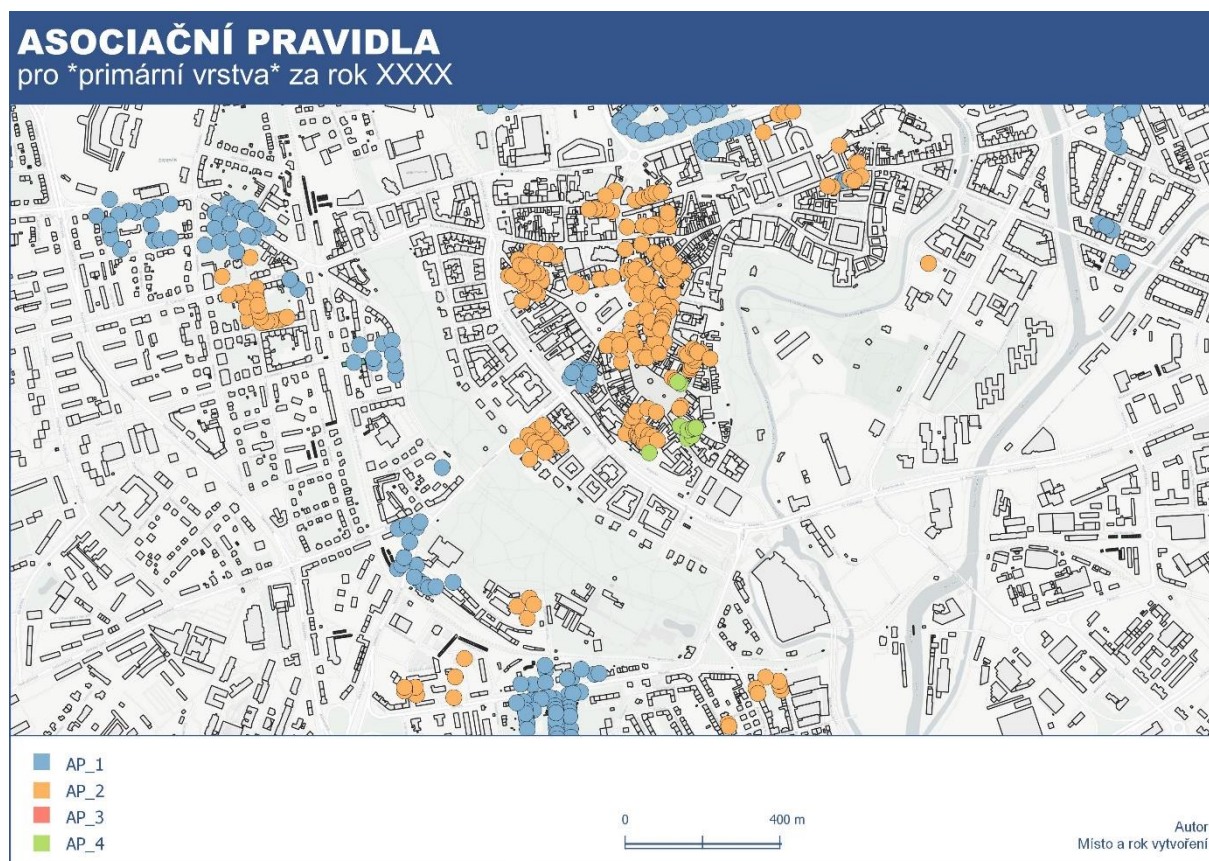 ASOCIAČNÍ PRAVIDLA
pro *primární vrstva* za rok XXXX
AP_1
AP_2
AP_3
AP_4
0
400 m
Autor
Místo a rok vytvoření